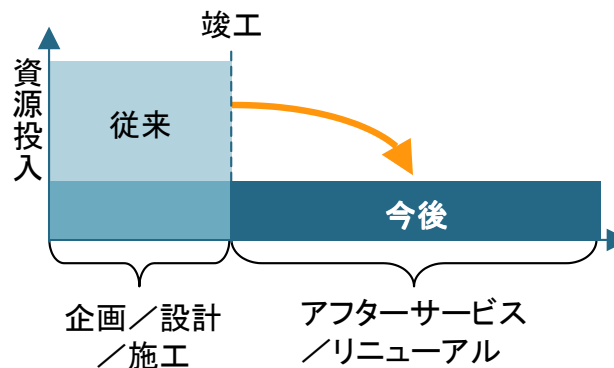 竣工
資源投入
従来
今後
企画／設計
／施工
アフターサービス
／リニューアル